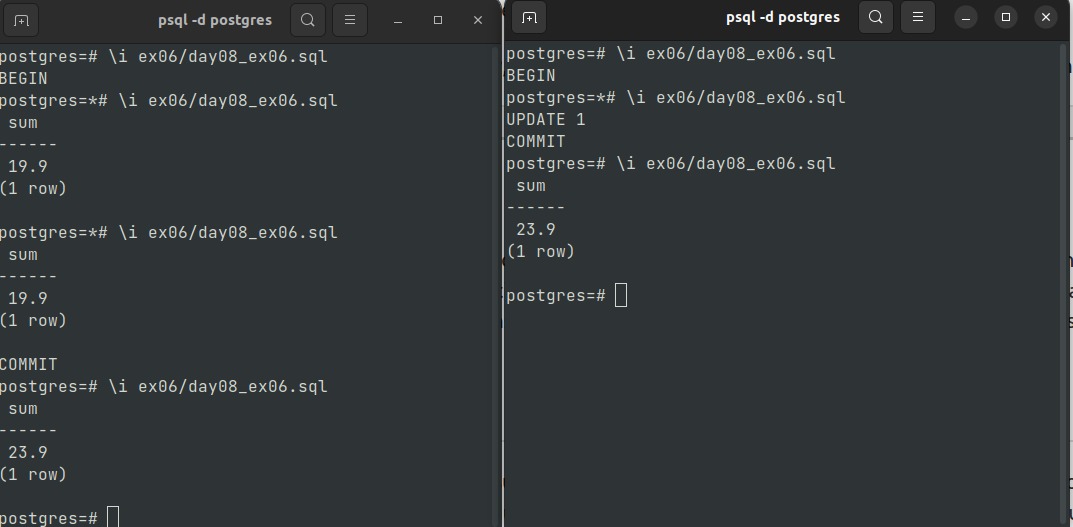 psql -d postgres
postgres=# \i ex06/day08_ex06.sql
BEGIN
postgres=*# \i ex06/day08_ex06.sql
 sum
------
 19.9
(1 row)

postgres=*# \i ex06/day08_ex06.sql
 sum
------
 19.9
(1 row)

COMMIT
postgres=# \i ex06/day08_ex06.sql
 sum
------
 23.9
(1 row)

postgres=#
psql -d postgres
postgres=# \i ex06/day08_ex06.sql
BEGIN
postgres=*# \i ex06/day08_ex06.sql
UPDATE 1
COMMIT
postgres=# \i ex06/day08_ex06.sql
 sum
------
 23.9
(1 row)

postgres=#